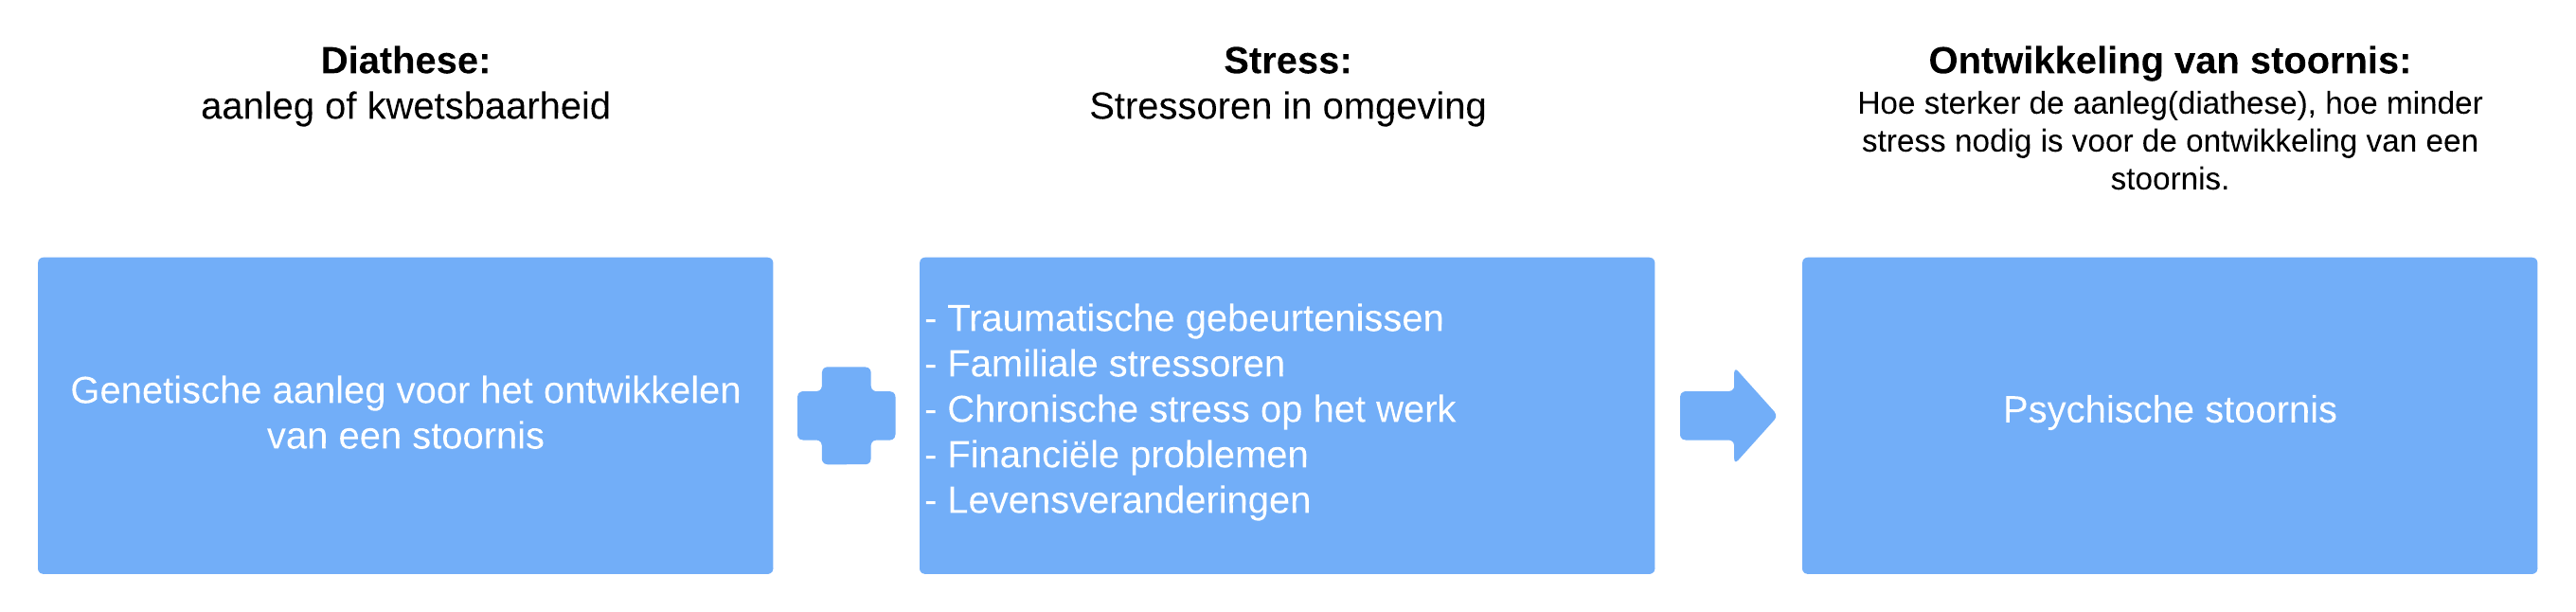 Diathese:
aanleg of kwetsbaarheid
Stress:
Stressoren in omgeving
Ontwikkeling van stoornis:
Hoe sterker de aanleg(diathese), hoe minder
stress nodig is voor de ontwikkeling van een
stoornis.
Genetische aanleg voor het ontwikkelen
van een stoornis
- Traumatische gebeurtenissen
- Familiale stressoren
- Chronische stress op het werk
- Financiële problemen
- Levensveranderingen
Psychische stoornis